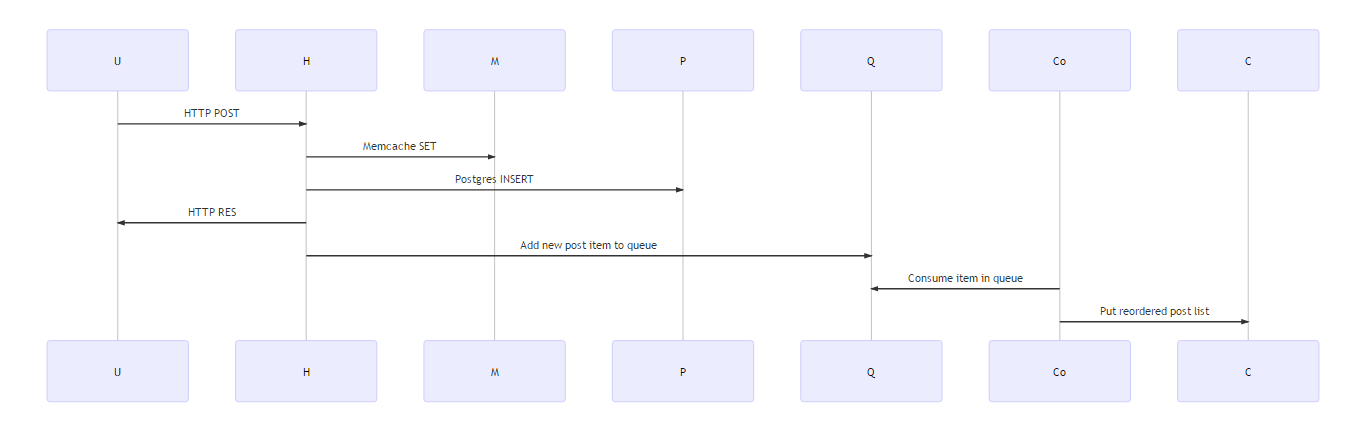 U
H
M
P
Q
Co
C
HTTP POST
Memcache SET
Postgres INSERT
HTTP RES
Add new post item to queue
Consume item in queue
Put reordered post list
U
H
M
P
Q
Co
C